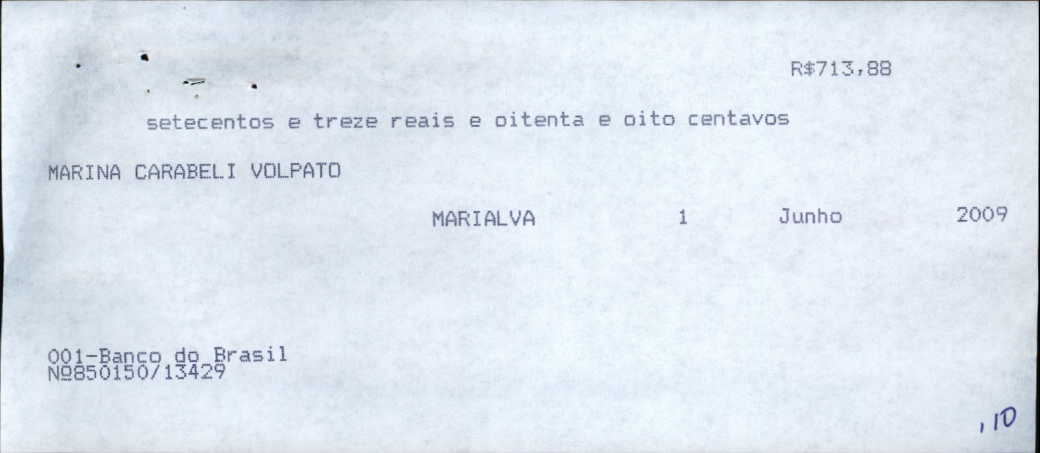 R$713,88
setecentos e treze reais e oitenta e oito centavos
MARINA CARABELI VOLPATO
MARIALVA 1 Junho 2009
001-Banco do Brasil
Nº850150/13429
,10